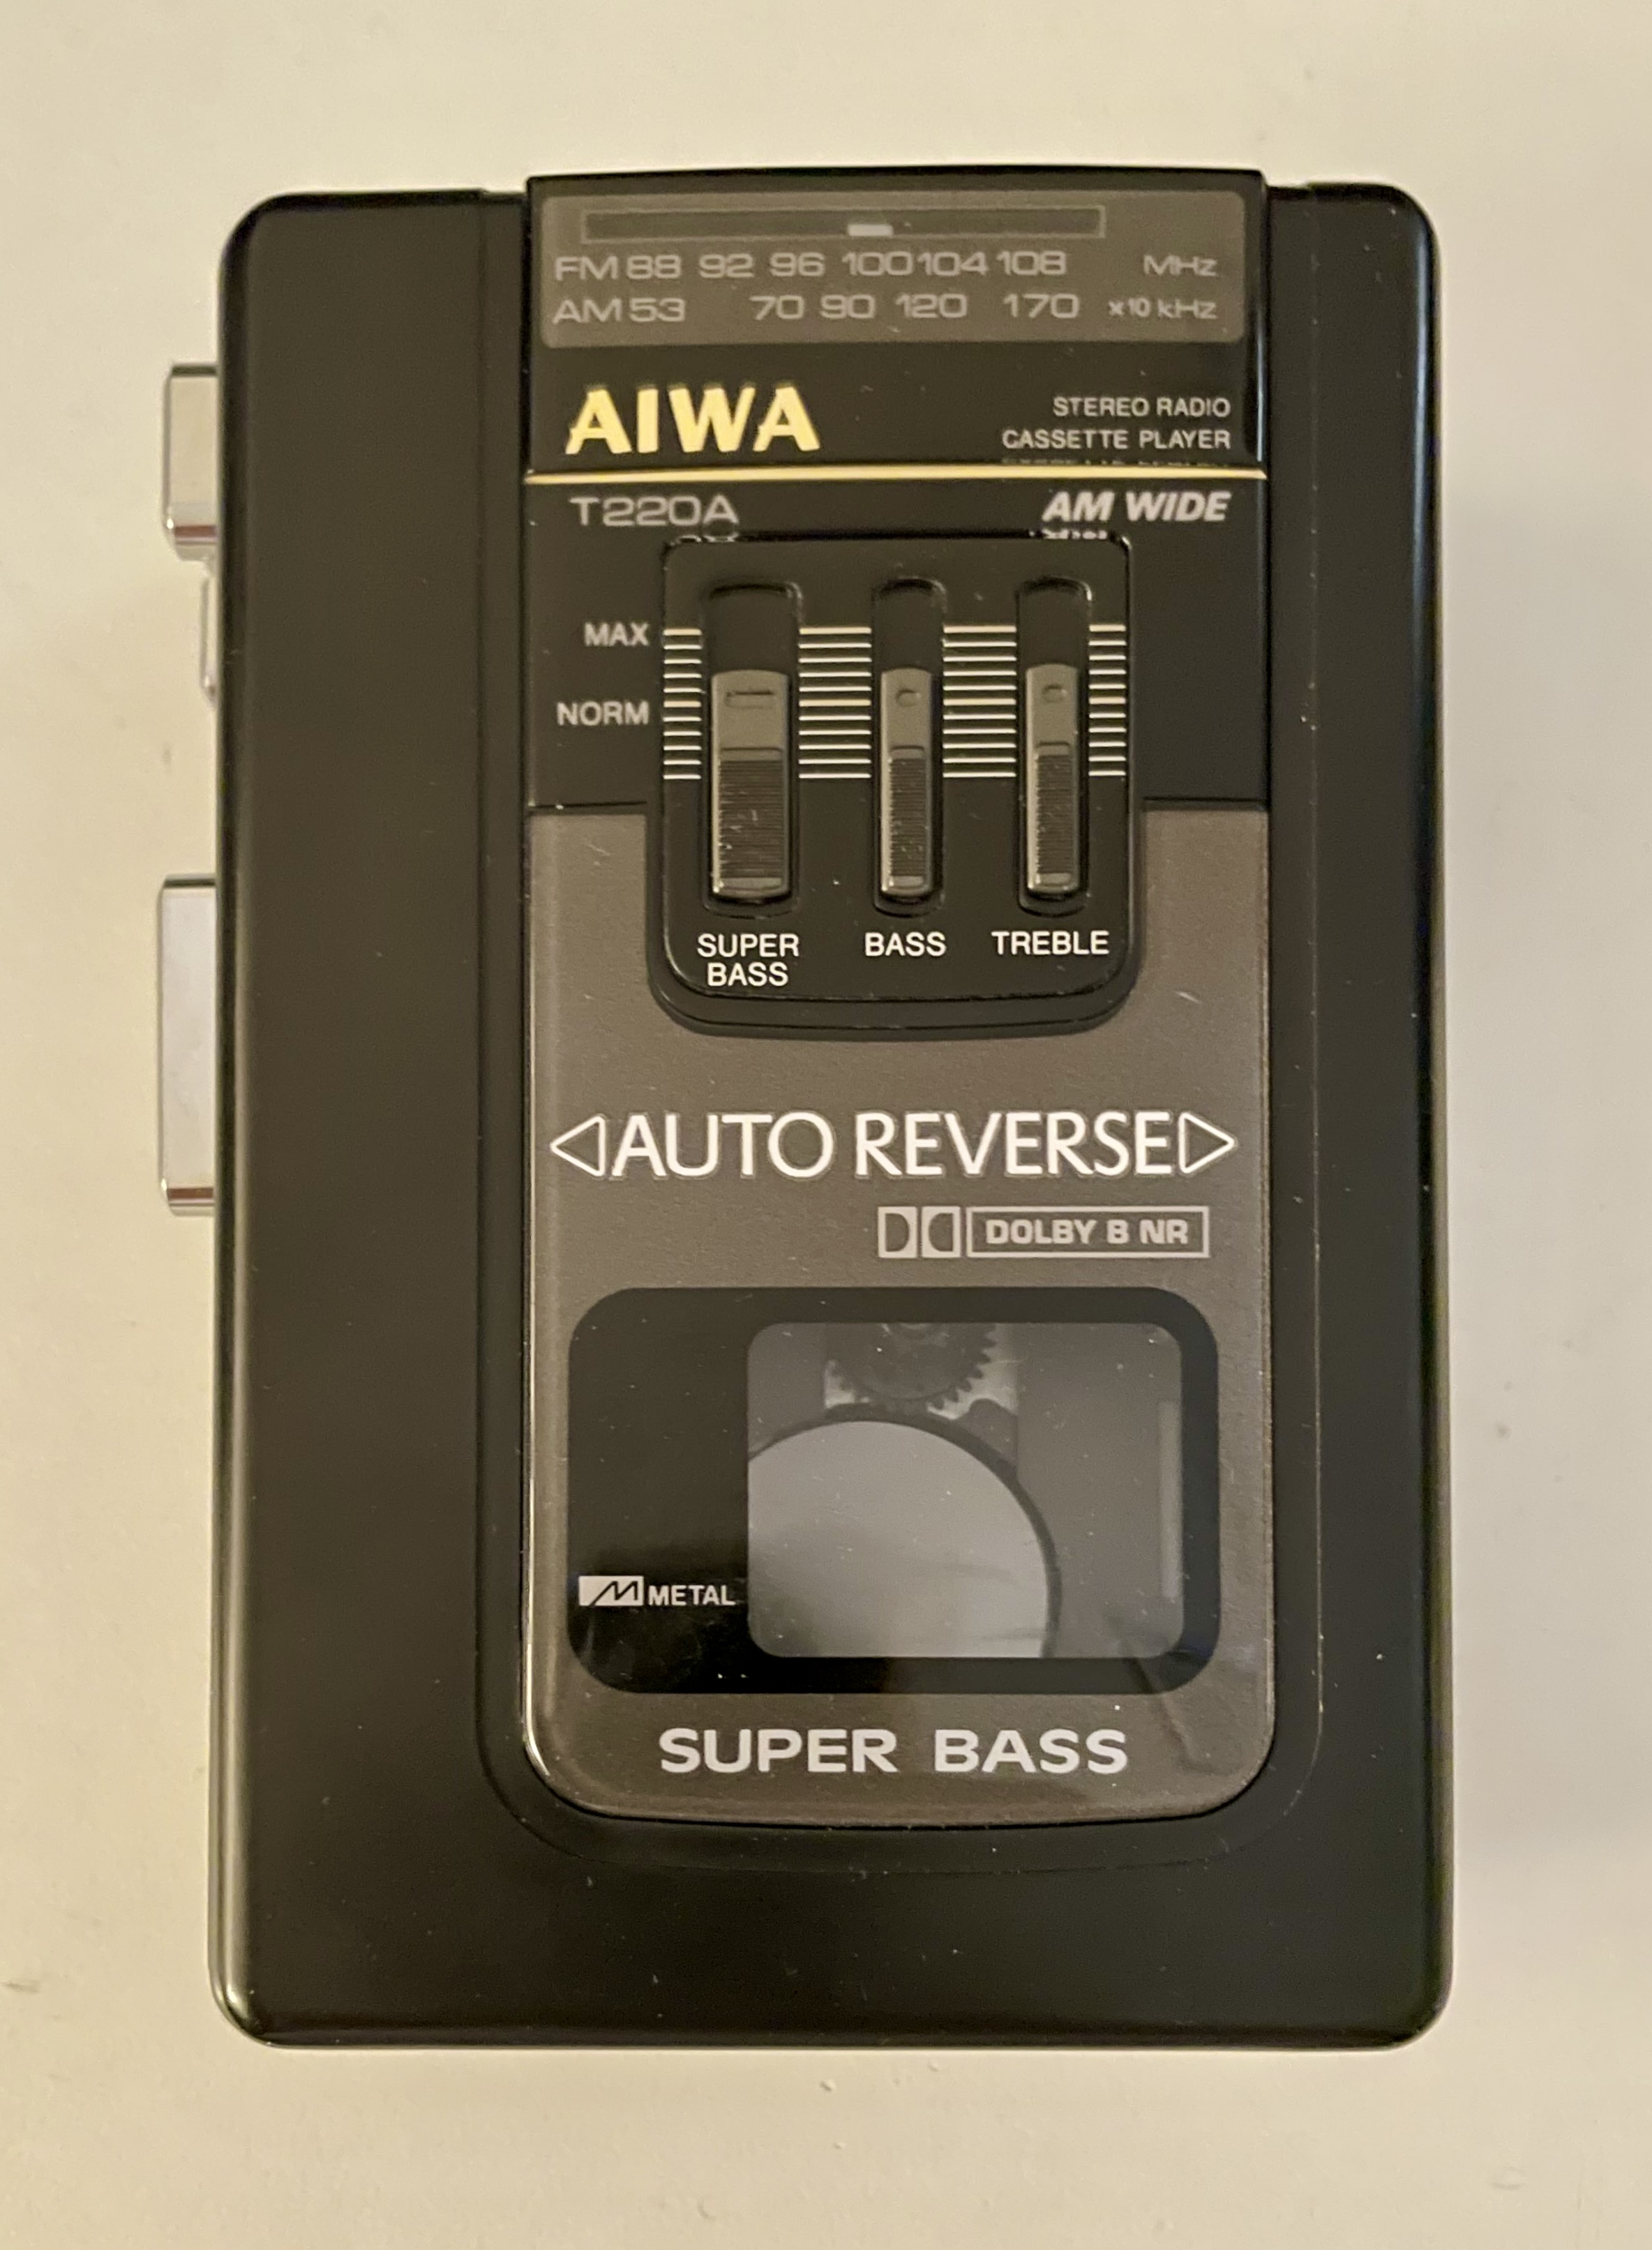 FM 88 92 96 100 104 108 MHz
AM 53 70 90 120 170 x10 kHz
AIWA
STEREO RADIO
CASSETTE PLAYER
T220A
AM WIDE
MAX
NORM
SUPER
BASS
BASS
TREBLE
AUTO REVERSE
DOLBY B NR
METAL
SUPER BASS